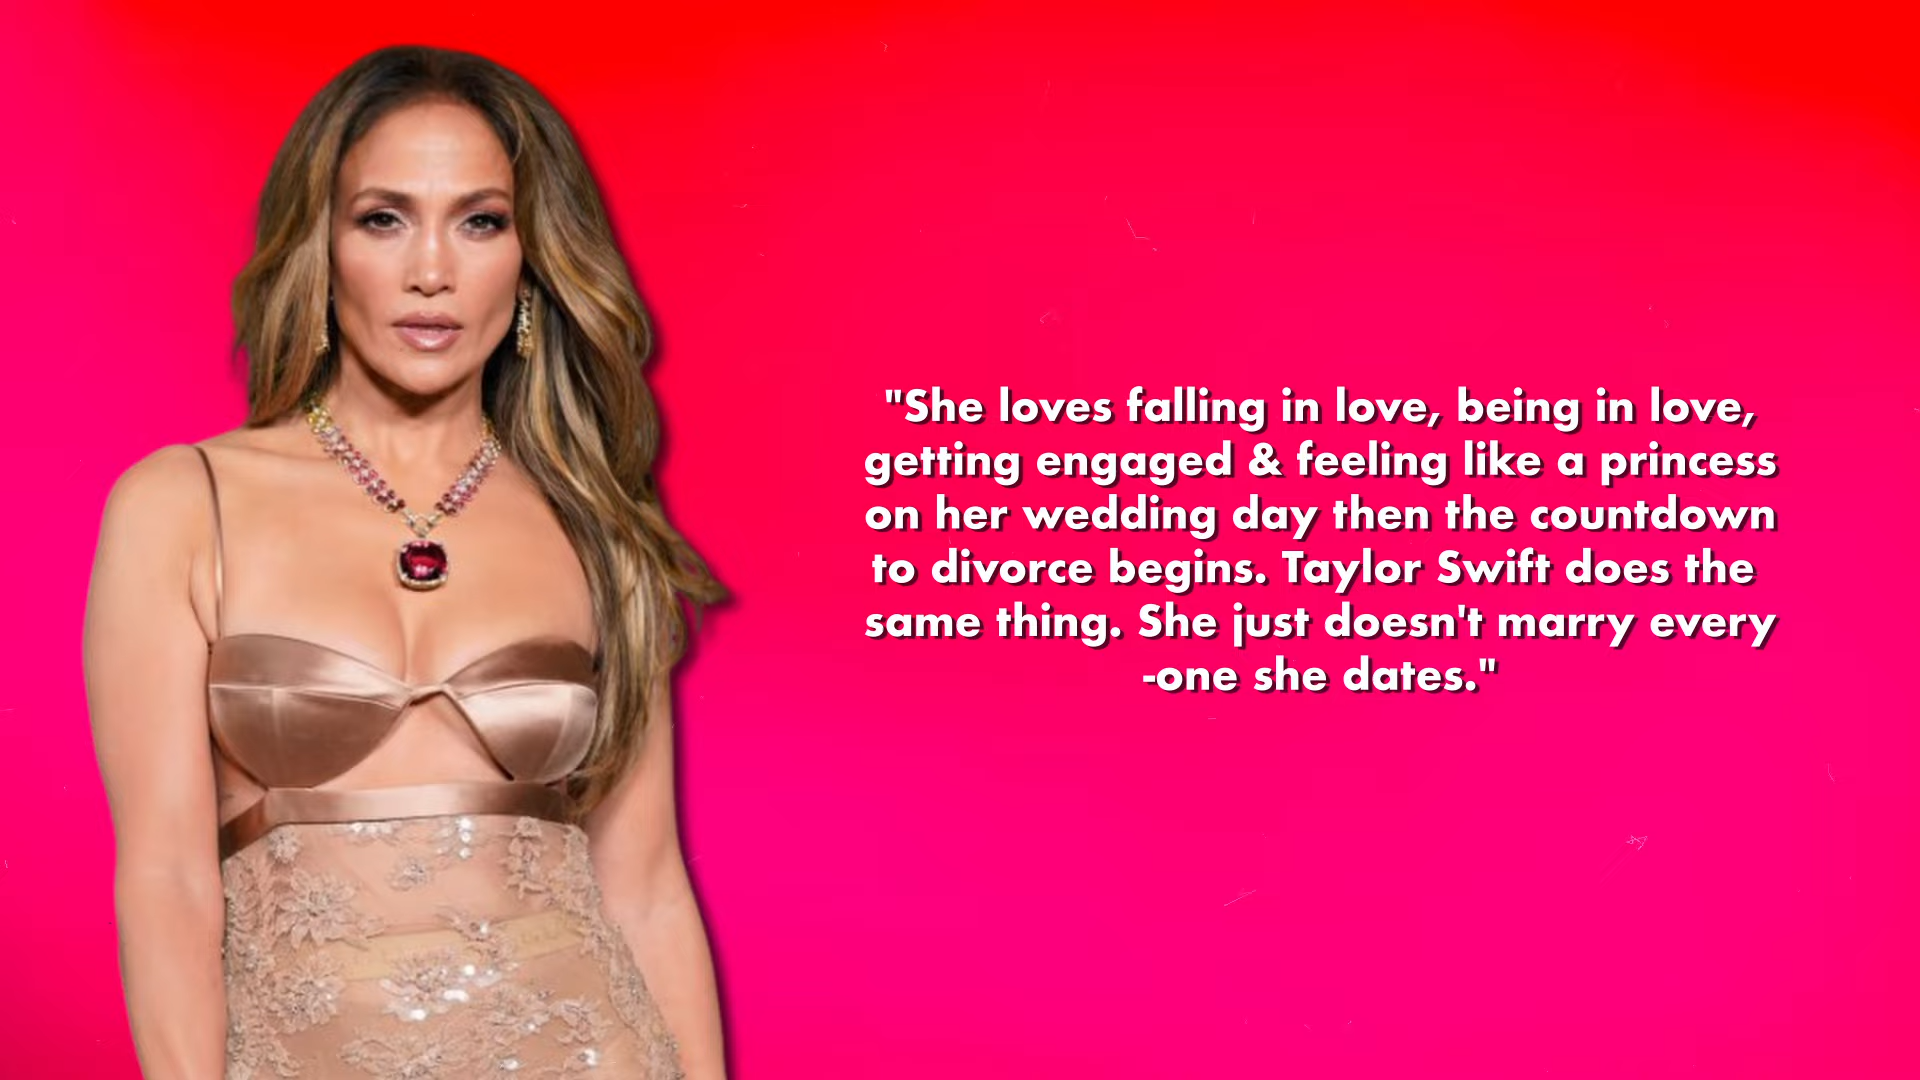 "She loves falling in love, being in love,
getting engaged & feeling like a princess
on her wedding day then the countdown
to divorce begins. Taylor Swift does the
same thing. She just doesn't marry every
-one she dates."